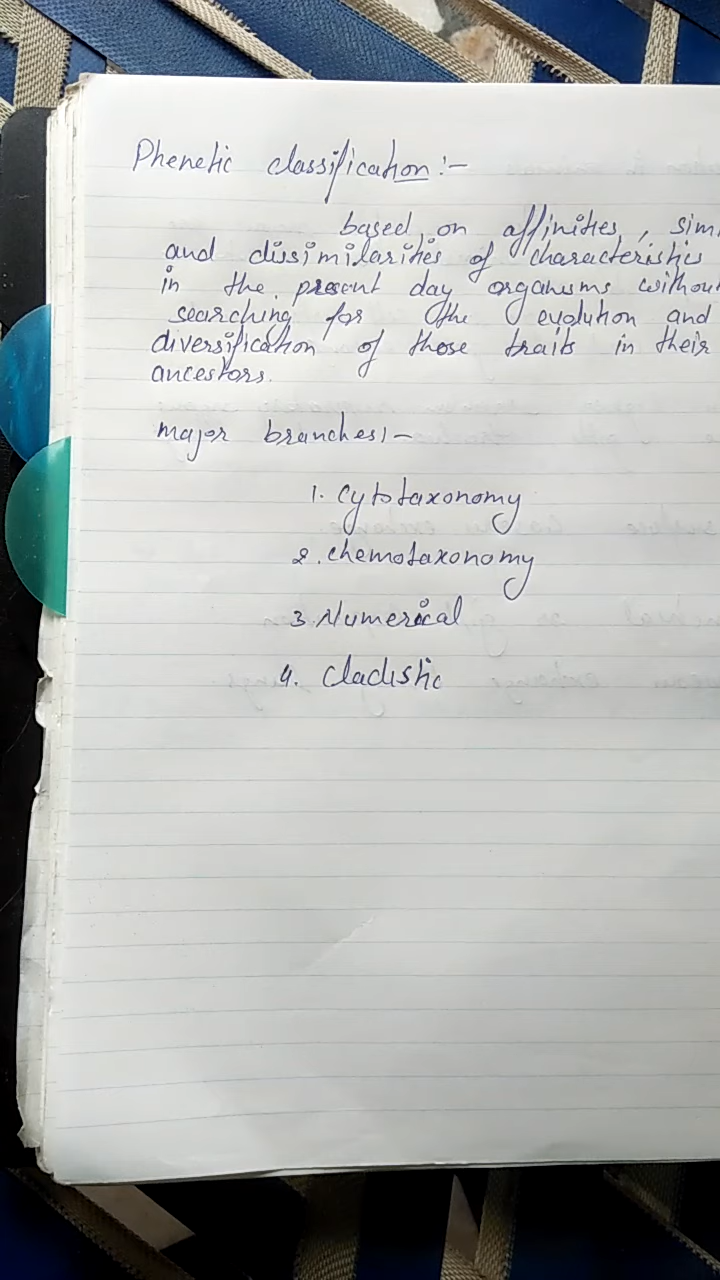 Phenetic classification :-
based on affinities, sim
and dissimilarities of characteristics
in the present day organisms without
searching for the evolution and
diversification of those traits in their
ancestors.
Major branches :-
1. Cytotaxonomy
2. chemotaxonomy
3. Numerical
4. Cladistic